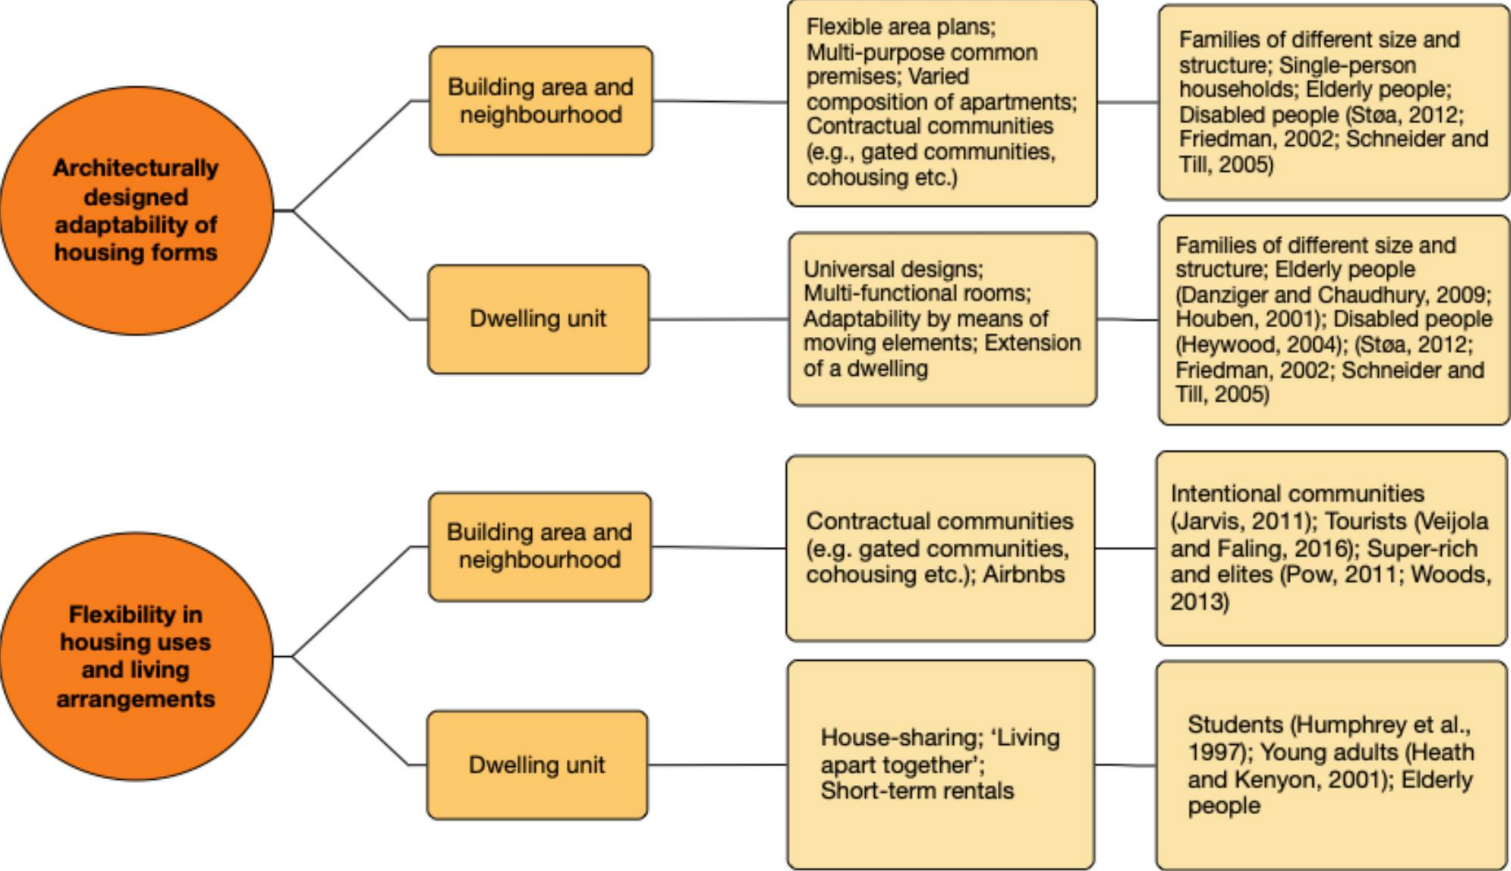 Architecturally
designed
adaptability of
housing forms
Building area and
neighbourhood
Flexible area plans;
Multi-purpose common
premises; Varied
composition of apartments;
Contractual communities
(e.g., gated communities,
cohousing etc.)
Families of different size and
structure; Single-person
households; Elderly people;
Disabled people (Støa, 2012;
Friedman, 2002; Schneider and
Till, 2005)
Dwelling unit
Universal designs;
Multi-functional rooms;
Adaptability by means of
moving elements; Extension
of a dwelling
Families of different size and
structure; Elderly people
(Danziger and Chaudhury, 2009;
Houben, 2001); Disabled people
(Heywood, 2004); (Støa, 2012;
Friedman, 2002; Schneider and
Till, 2005)
Flexibility in
housing uses
and living
arrangements
Building area and
neighbourhood
Contractual communities
(e.g. gated communities,
cohousing etc.); Airbnbs
Intentional communities
(Jarvis, 2011); Tourists (Veijola
and Faling, 2016); Super-rich
and elites (Pow, 2011; Woods,
2013)
Dwelling unit
House-sharing; ‘Living
apart together’;
Short-term rentals
Students (Humphrey et al.,
1997); Young adults (Heath
and Kenyon, 2001); Elderly
people